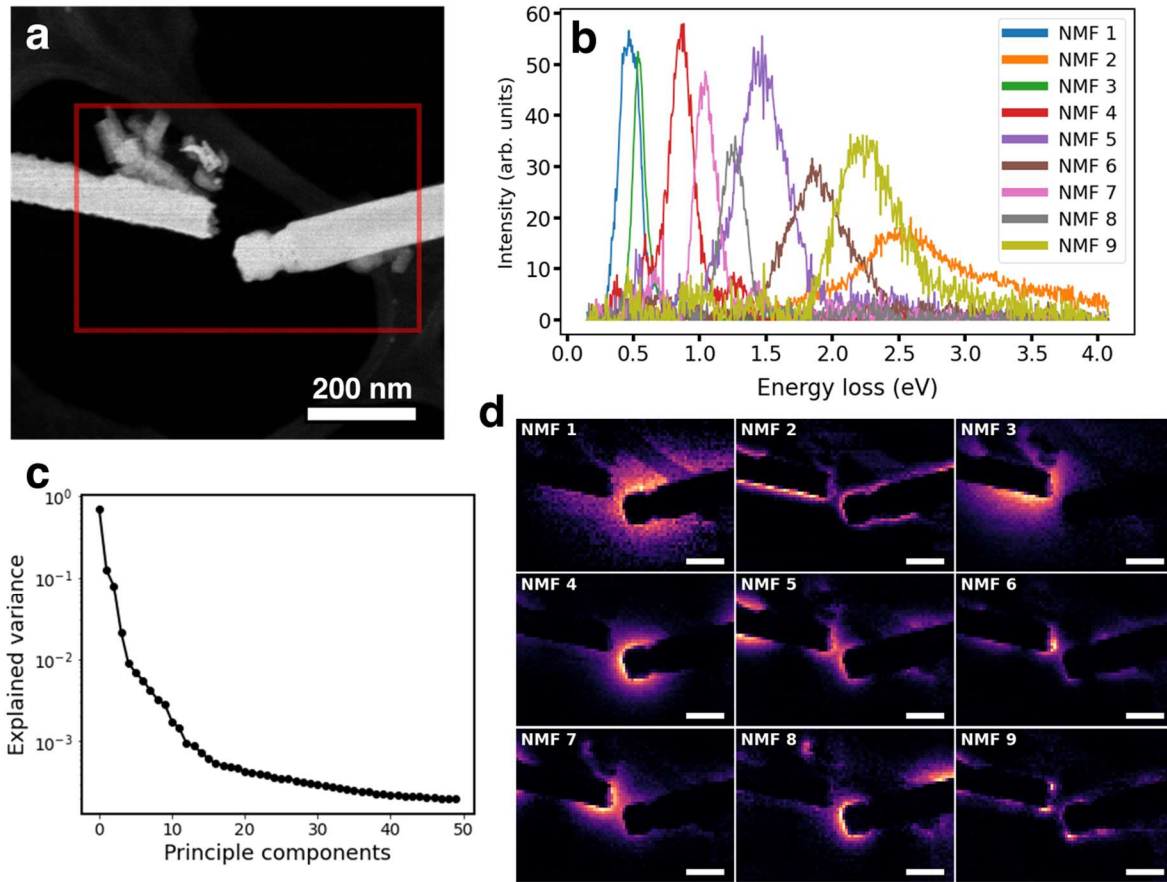 a
200 nm
b
60
50
40
30
20
10
0
Intensity (arb. units)
0.0 0.5 1.0 1.5 2.0 2.5 3.0 3.5 4.0
Energy loss (eV)
NMF 1
NMF 2
NMF 3
NMF 4
NMF 5
NMF 6
NMF 7
NMF 8
NMF 9
c
10⁰
10⁻¹
10⁻²
10⁻³
Explained variance
0 10 20 30 40 50
Principle components
d
NMF 1 NMF 2 NMF 3
NMF 4 NMF 5 NMF 6
NMF 7 NMF 8 NMF 9